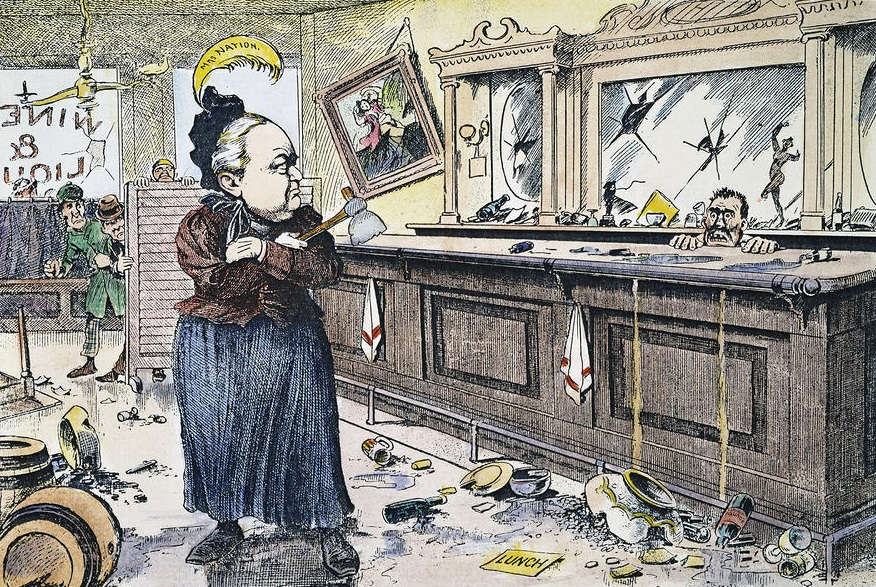 MRS NATION.
WINE
&
LIQU
LUNCH